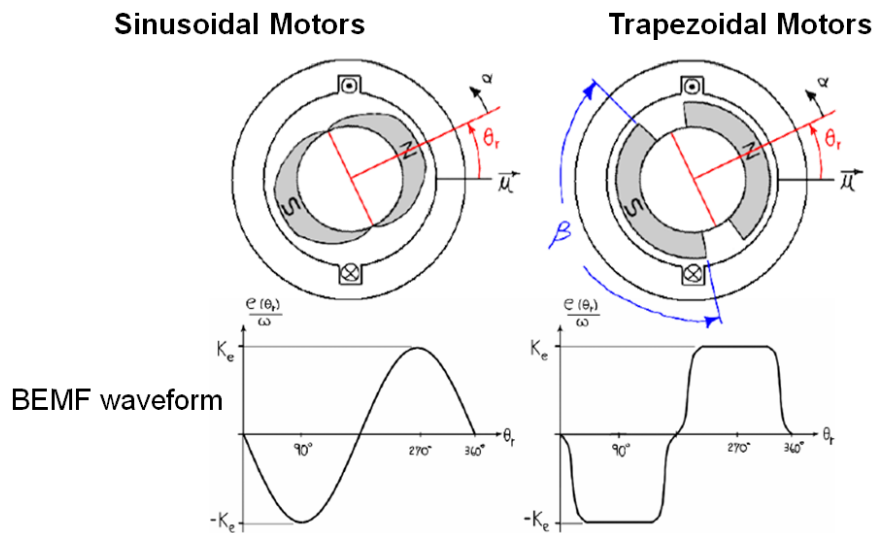 Sinusoidal Motors
Trapezoidal Motors
α
θr
N
S
μ
α
θr
N
S
μ
β
e(θr)
ω
Ke
-Ke
90°
270°
360°
θr
BEMF waveform
e(θr)
ω
Ke
-Ke
90°
270°
360°
θr